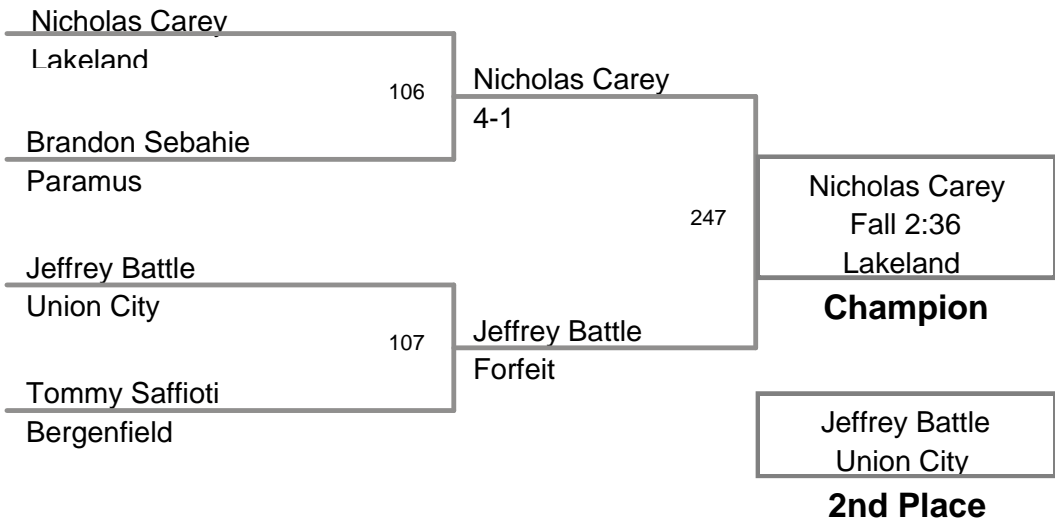 Nicholas Carey
Lakeland
106
Nicholas Carey
4-1
Brandon Sebahie
Paramus
Nicholas Carey
Fall 2:36
Lakeland
247
Champion
Jeffrey Battle
Union City
107
Jeffrey Battle
Forfeit
Tommy Saffioti
Bergenfield
Jeffrey Battle
Union City
2nd Place